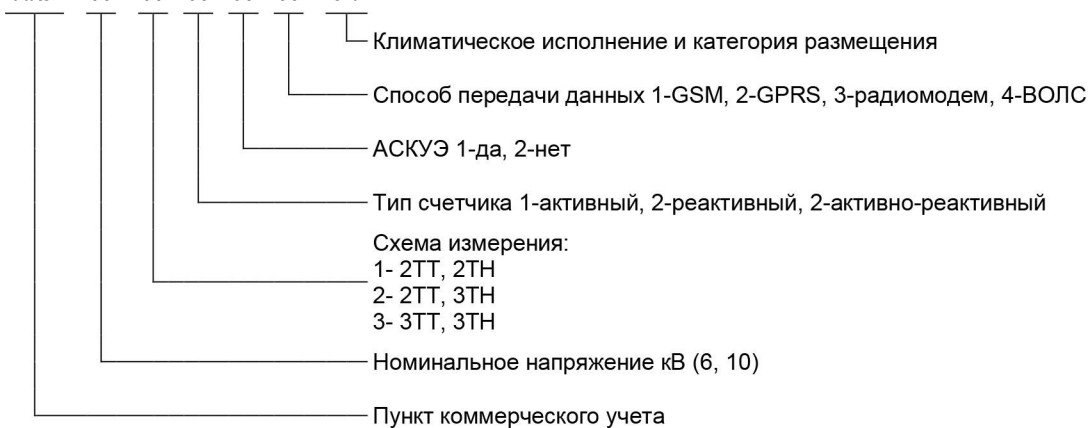 Климатическое исполнение и категория размещения
Способ передачи данных 1-GSM, 2-GPRS, 3-радиомодем, 4-ВОЛС
АСКУЭ 1-да, 2-нет
Тип счетчика 1-активный, 2-реактивный, 2-активно-реактивный
Схема измерения:
1- 2ТТ, 2ТН
2- 2ТТ, 3ТН
3- 3ТТ, 3ТН
Номинальное напряжение кВ (6, 10)
Пункт коммерческого учета